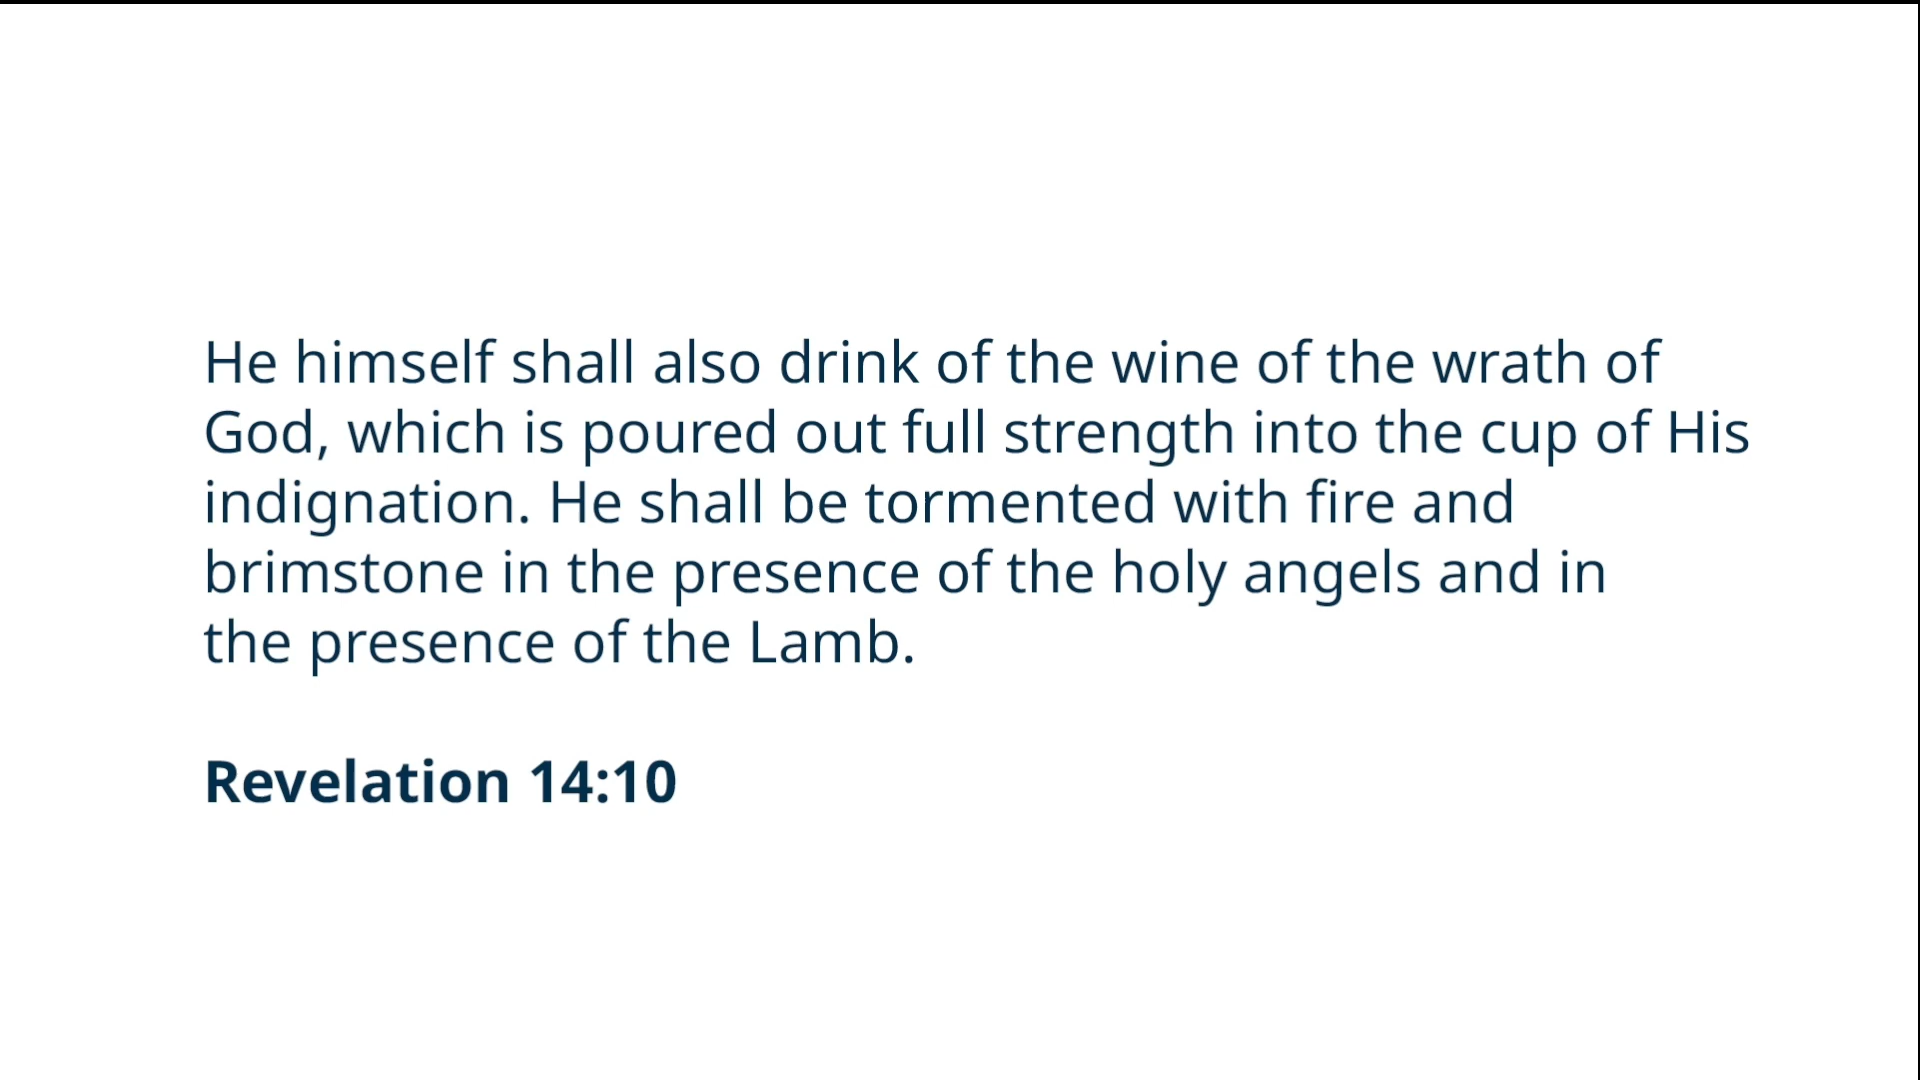 He himself shall also drink of the wine of the wrath of
God, which is poured out full strength into the cup of His
indignation. He shall be tormented with fire and
brimstone in the presence of the holy angels and in
the presence of the Lamb.
Revelation 14:10